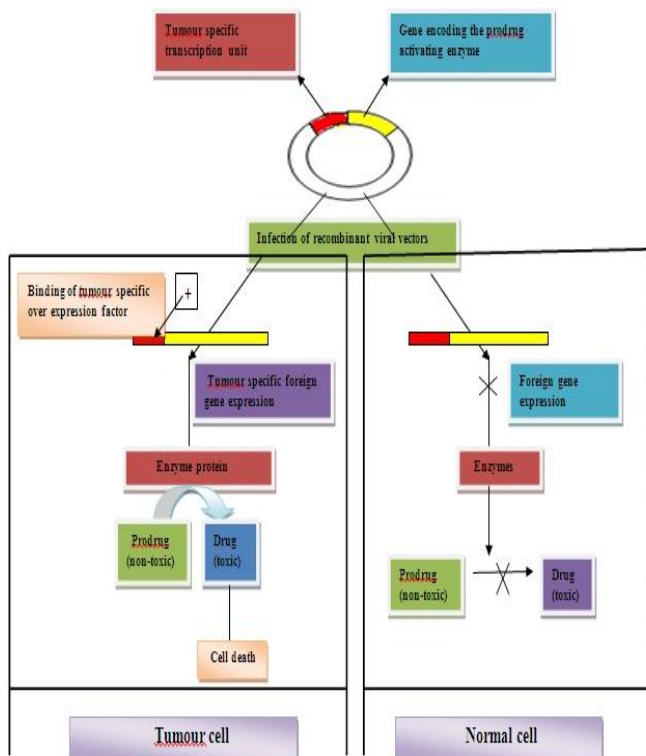 Tumour specific
transcription unit
Gene encoding the prodrug
activating enzyme
Infection of recombinant viral vectors
Binding of tumour specific
over expression factor
+
Tumour specific foreign
gene expression
Enzyme protein
Prodrug
(non-toxic)
Drug
(toxic)
Cell death
Tumour cell
Foreign gene
expression
Enzymes
Prodrug
(non-toxic)
Drug
(toxic)
Normal cell